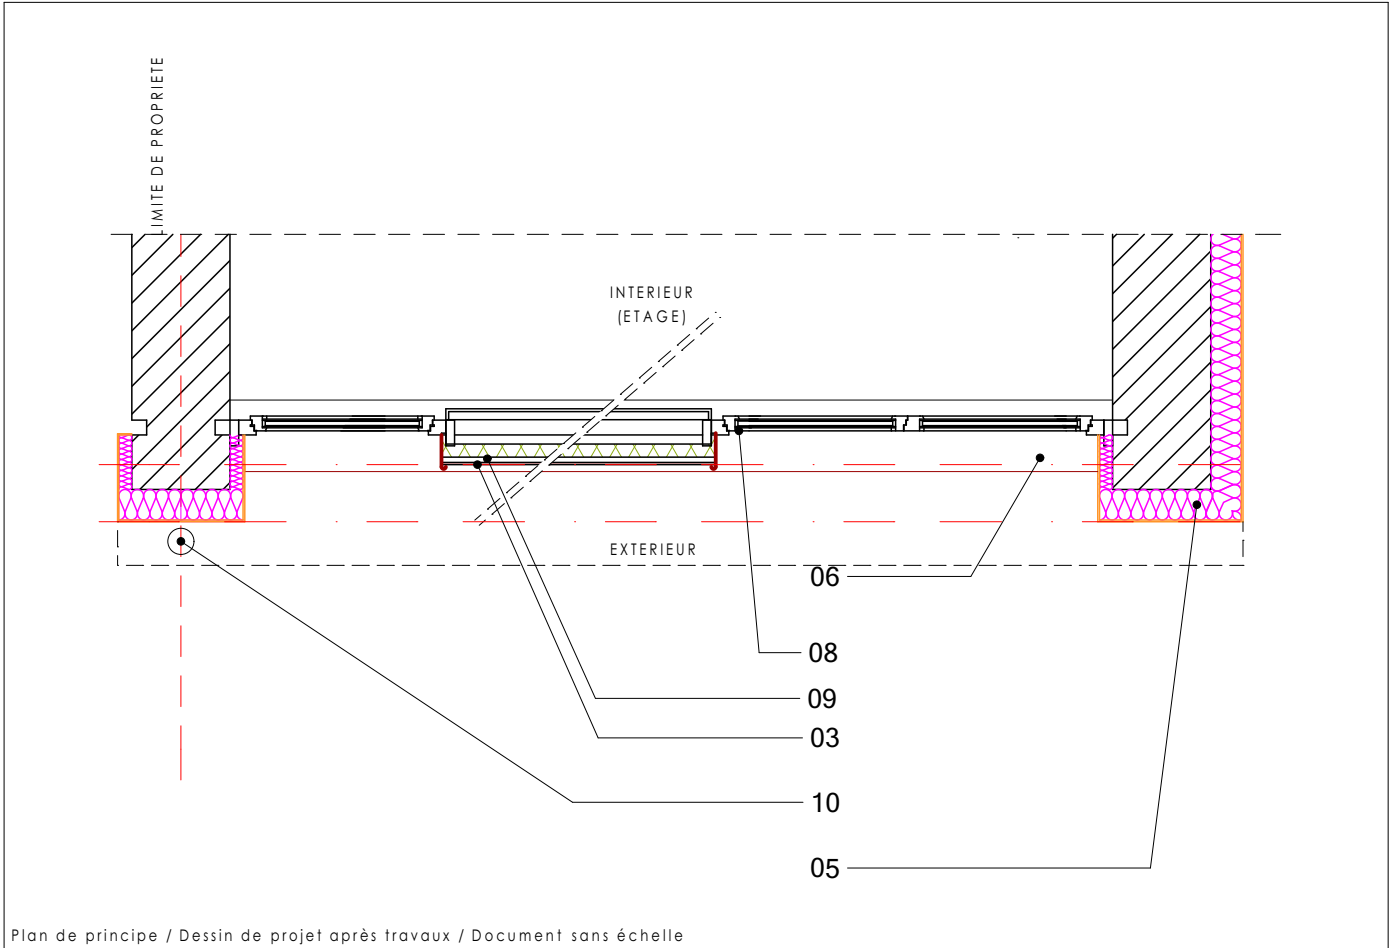 LIMITE DE PROPRIETE
INTERIEUR
(ETAGE)
EXTERIEUR
06
08
09
03
10
05
Plan de principe / Dessin de projet après travaux / Document sans échelle